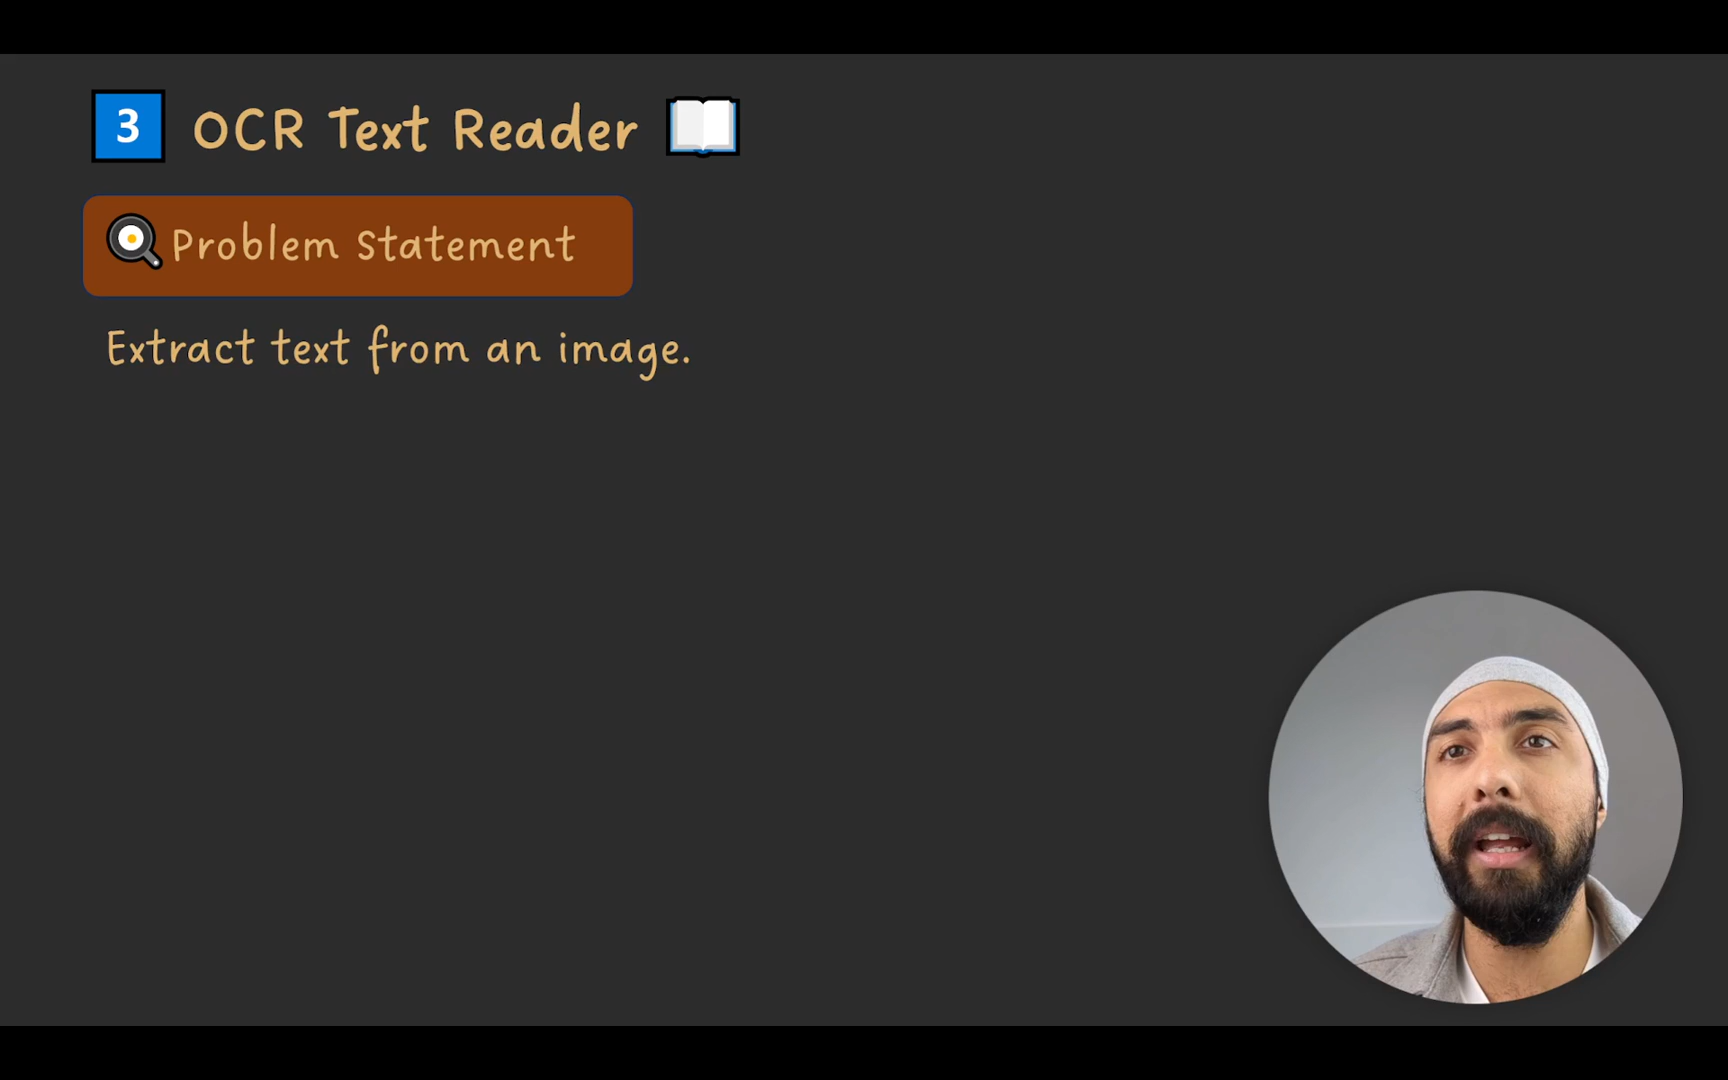 3 OCR Text Reader
Problem Statement
Extract text from an image.